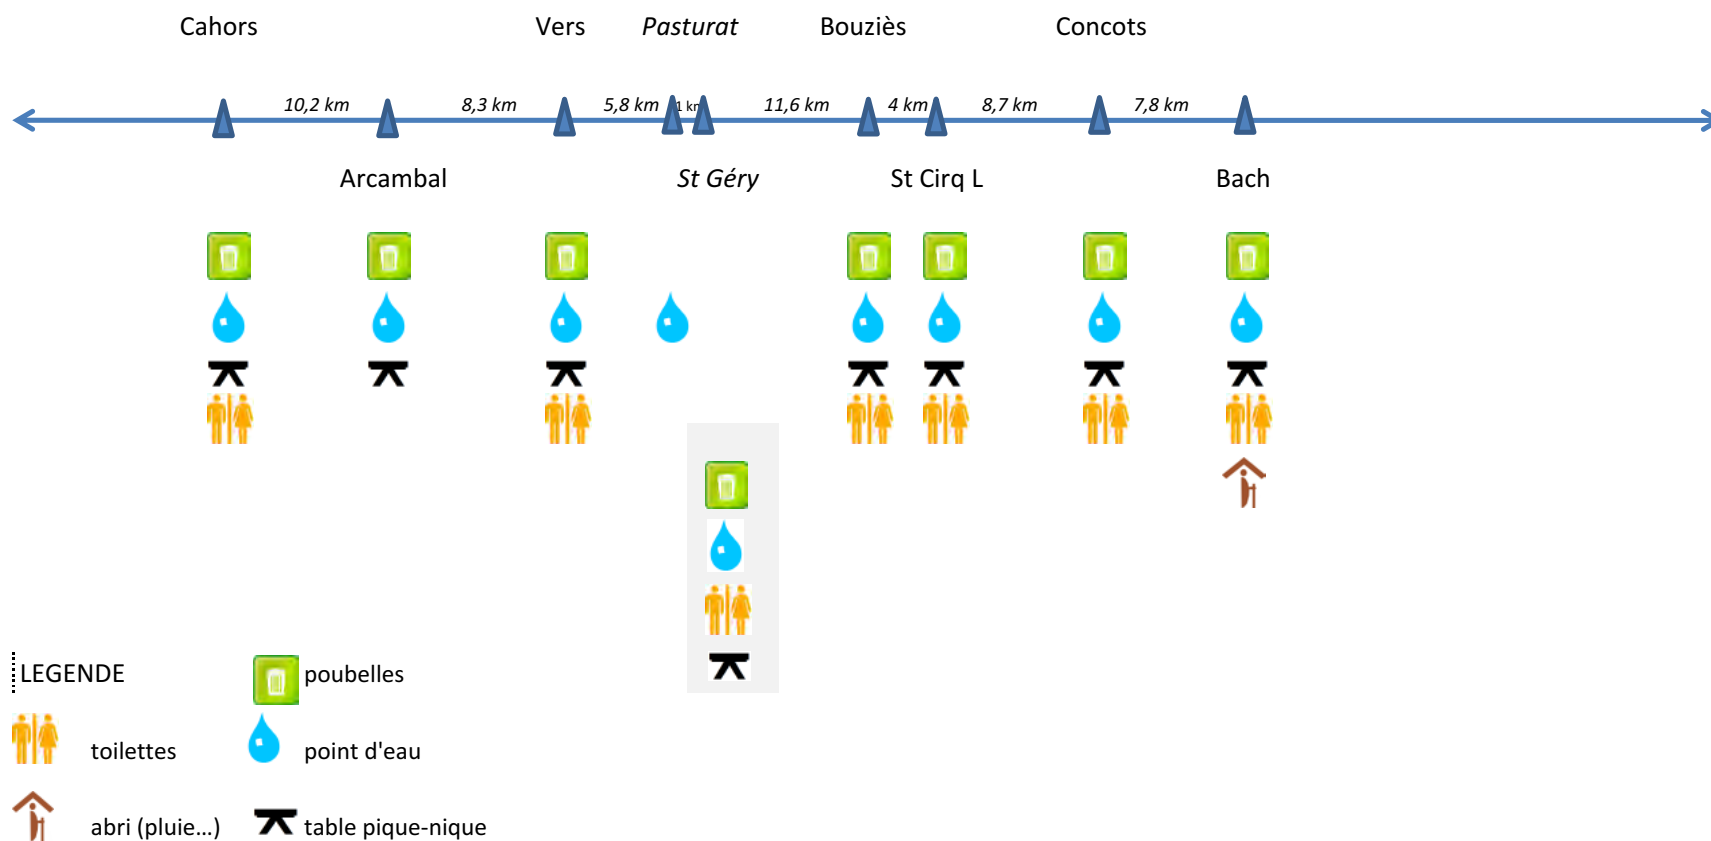 Cahors Vers Pasturat Bouziès Concots
10,2 km 8,3 km 5,8 km 1 km 11,6 km 4 km 8,7 km 7,8 km
Arcambal St Géry St Cirq L Bach
LEGENDE poubelles
toilettes point d'eau
abri (pluie...) table pique-nique